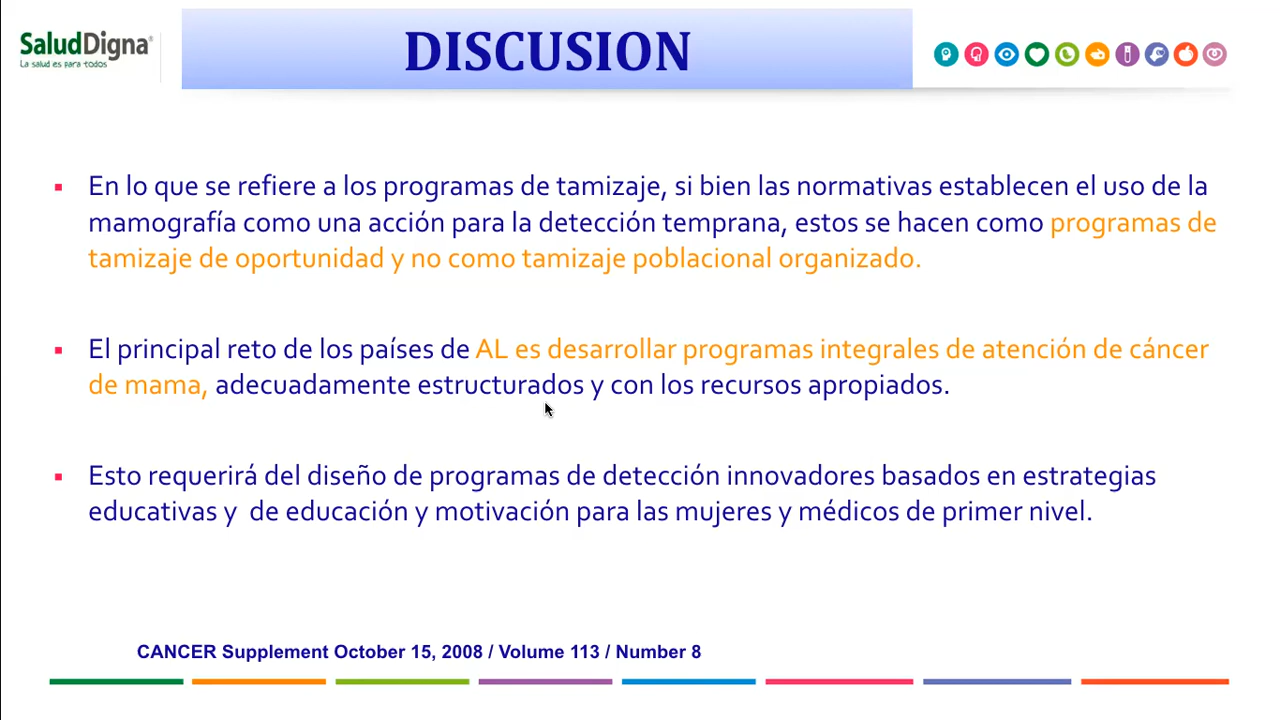 SaludDigna®
La salud es para todos
DISCUSION
▪ En lo que se refiere a los programas de tamizaje, si bien las normativas establecen el uso de la
mamografía como una acción para la detección temprana, estos se hacen como programas de
tamizaje de oportunidad y no como tamizaje poblacional organizado.
▪ El principal reto de los países de AL es desarrollar programas integrales de atención de cáncer
de mama, adecuadamente estructurados y con los recursos apropiados.
▪ Esto requerirá del diseño de programas de detección innovadores basados en estrategias
educativas y  de educación y motivación para las mujeres y médicos de primer nivel.
CANCER Supplement October 15, 2008 / Volume 113 / Number 8